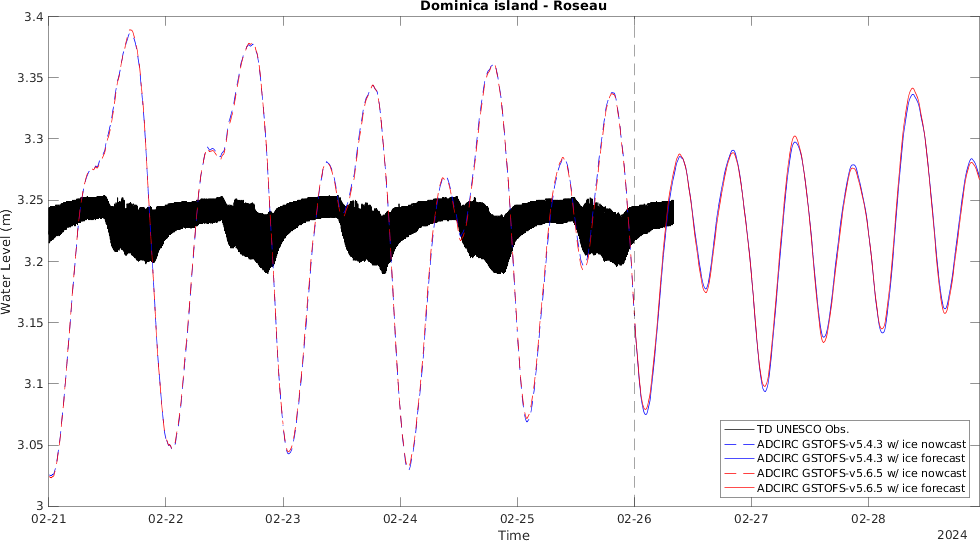 Dominica island - Roseau
3.4
3.35
3.3
3.25
3.2
3.15
3.1
3.05
3
Water Level (m)
TD UNESCO Obs.
ADCIRC GSTOFS-v5.4.3 w/ ice nowcast
ADCIRC GSTOFS-v5.4.3 w/ ice forecast
ADCIRC GSTOFS-v5.6.5 w/ ice nowcast
ADCIRC GSTOFS-v5.6.5 w/ ice forecast
02-21 02-22 02-23 02-24 02-25 02-26 02-27 02-28
Time
2024